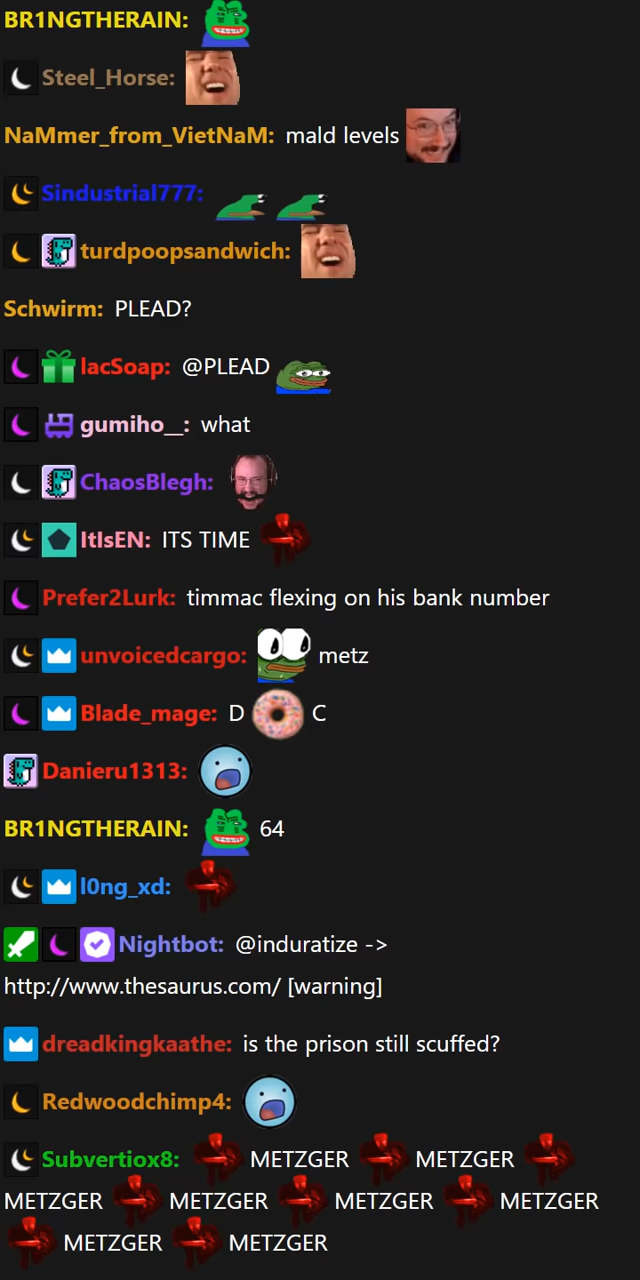 BR1NGTHERAIN:
Steel_Horse:
NaMmer_from_VietNaM: mald levels
Sindustrial777:
turdpoopsandwich:
Schwirm: PLEAD?
lacSoap: @PLEAD
gumiho__: what
ChaosBlegh:
ItIsEN: ITS TIME
Prefer2Lurk: timmac flexing on his bank number
unvoicedcargo: metz
Blade_mage: D C
Danieru1313:
BR1NGTHERAIN: 64
l0ng_xd:
Nightbot: @induratize ->
http://www.thesaurus.com/ [warning]
dreadkingkaathe: is the prison still scuffed?
Redwoodchimp4:
Subvertiox8: METZGER METZGER
METZGER METZGER METZGER METZGER
METZGER METZGER